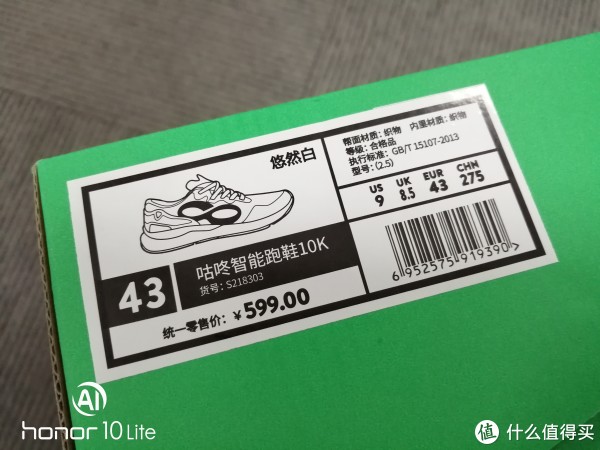 悠然白
43
咕咚智能跑鞋10K
货号：S218303
统一零售价：￥599.00
帮面材质：织物 内里材质：织物
等级：合格品
执行标准：GB/T 15107-2013
型号：(2.5)
US UK EUR CHN
9 8.5 43 275
6 952575 919390 >
AI
honor 10 Lite
值 什么值得买